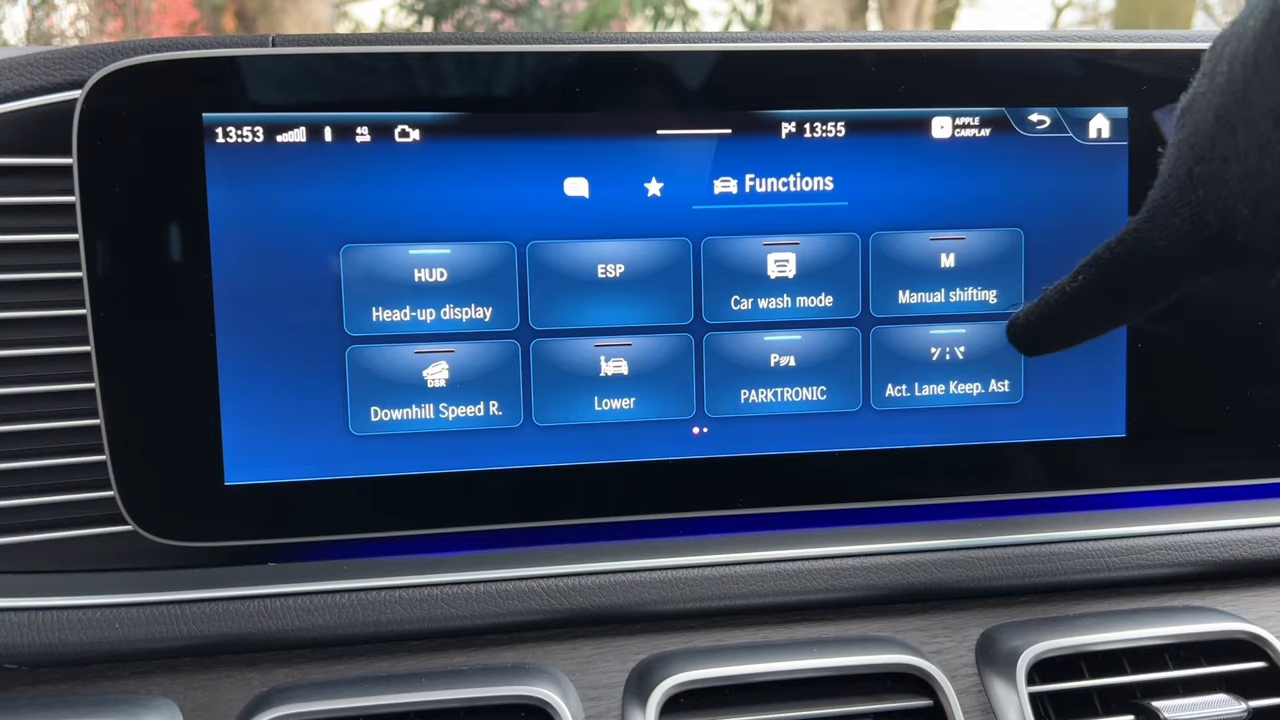 13:53
4G
13:55
APPLE
CARPLAY
Functions
HUD
Head-up display
ESP
Car wash mode
M
Manual shifting
DSR
Downhill Speed R.
Lower
P
PARKTRONIC
Act. Lane Keep. Ast